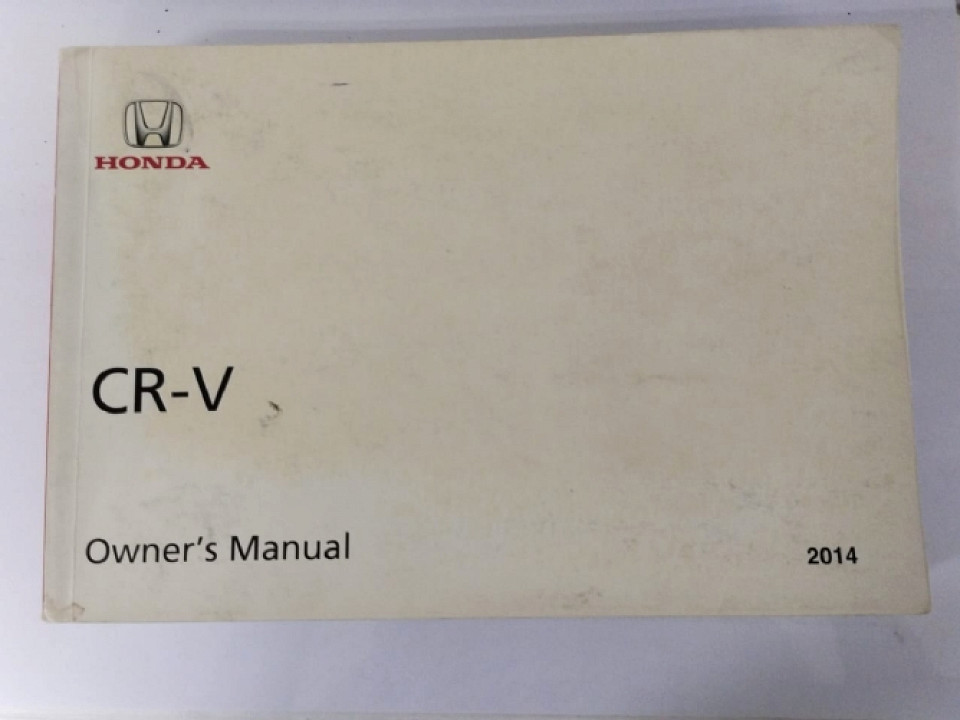 HONDA
CR-V
Owner's Manual
2014